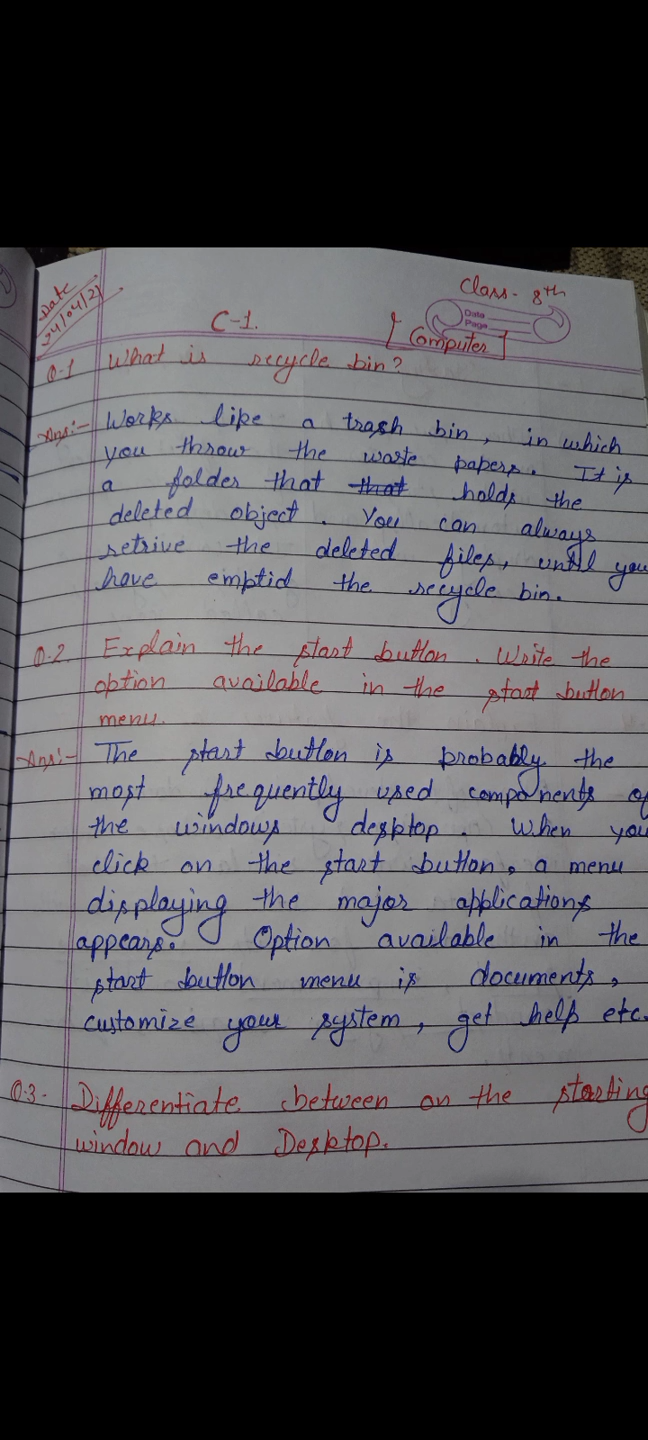 Class- 8th
Date
24/04/21
Date
Page
C-1.
[Computer]
Q.1 What is recycle bin?
Ans:- Works like a trash bin, in which
you throw the waste papers. It is
a folder that that holds the
deleted object. You can always
retrive the deleted files, until you
have emptid the recycle bin.
Q.2. Explain the start button. Write the
option available in the start button
menu.
Ans:- The start button is probably the
most frequently used components of
the windows desktop. When you
click on the start button, a menu
displaying the major applications
appears. Option available in the
start button menu is documents,
customize your system, get help etc.
Q.3. Differentiate between on the starting
window and Desktop.